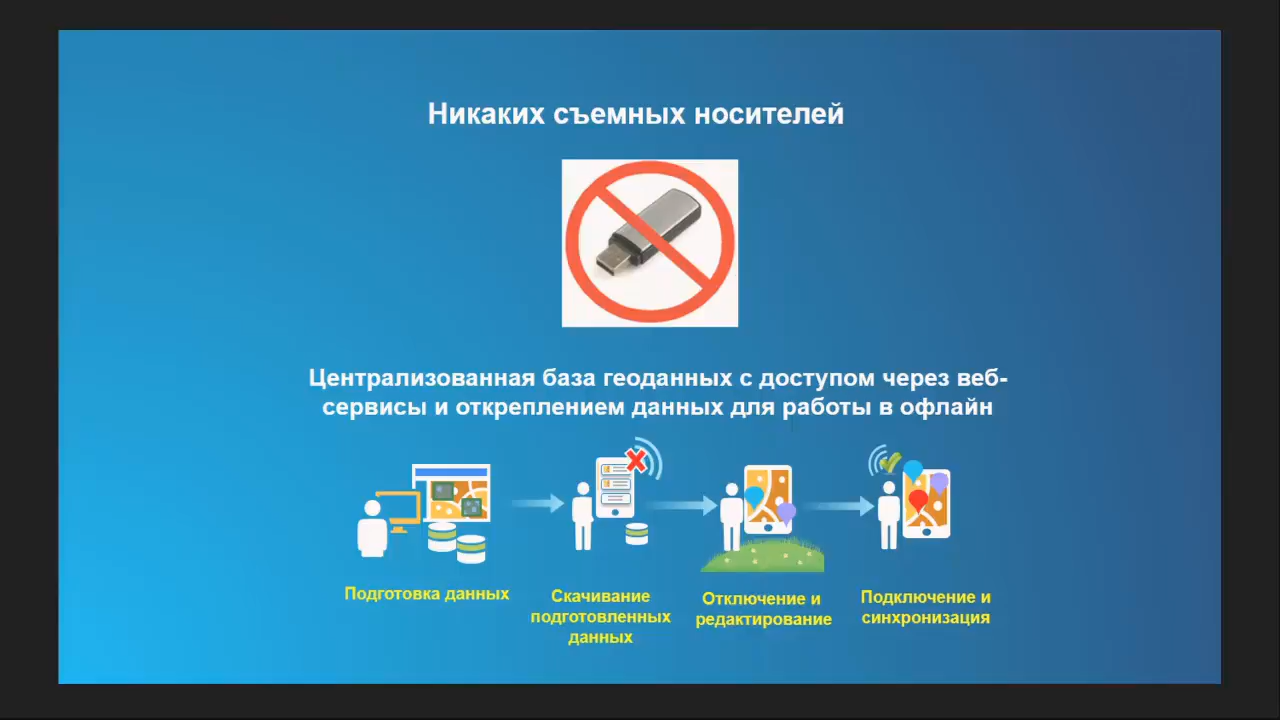 Никаких съемных носителей
Централизованная база геоданных с доступом через веб-
сервисы и откреплением данных для работы в офлайн
Подготовка данных
Скачивание
подготовленных
данных
Отключение и
редактирование
Подключение и
синхронизация